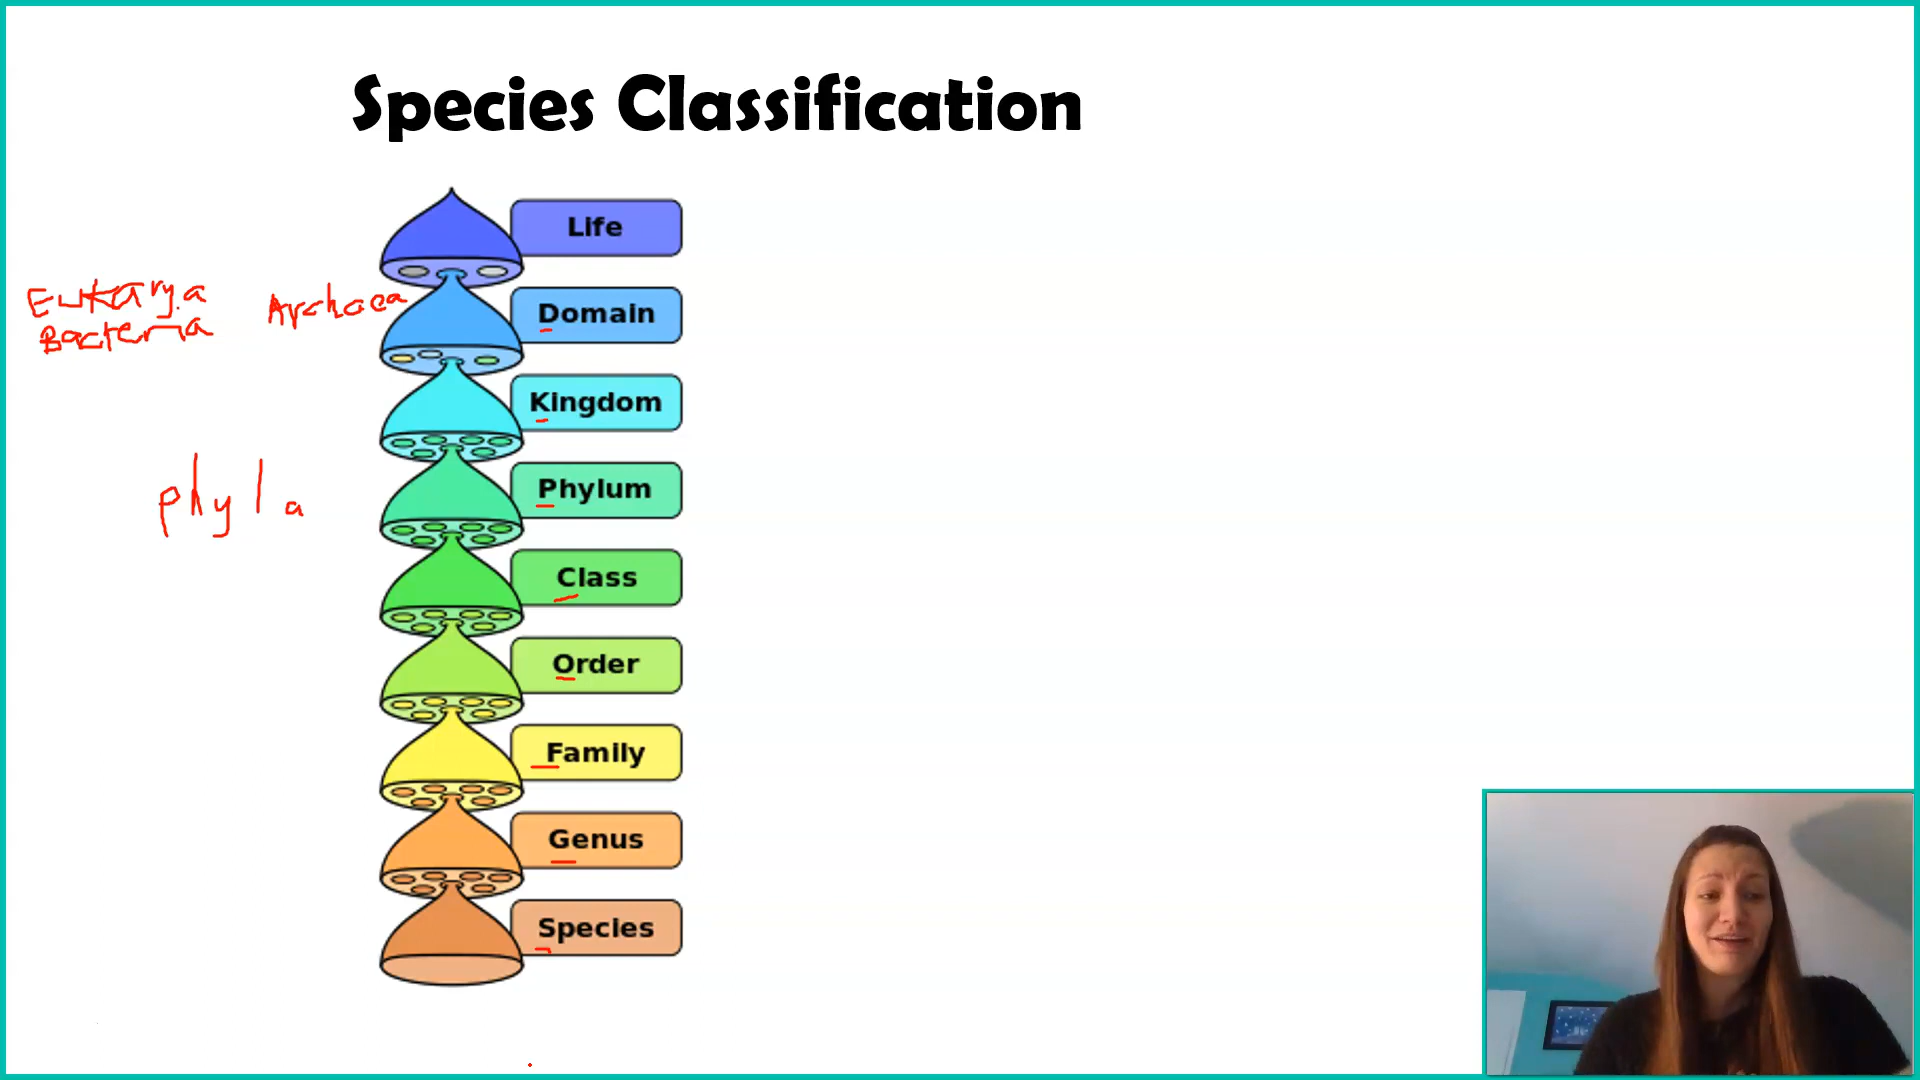 Species Classification
Life
Eukarya Archaea
Bacteria
Domain
Kingdom
phyla
Phylum
Class
Order
Family
Genus
Species